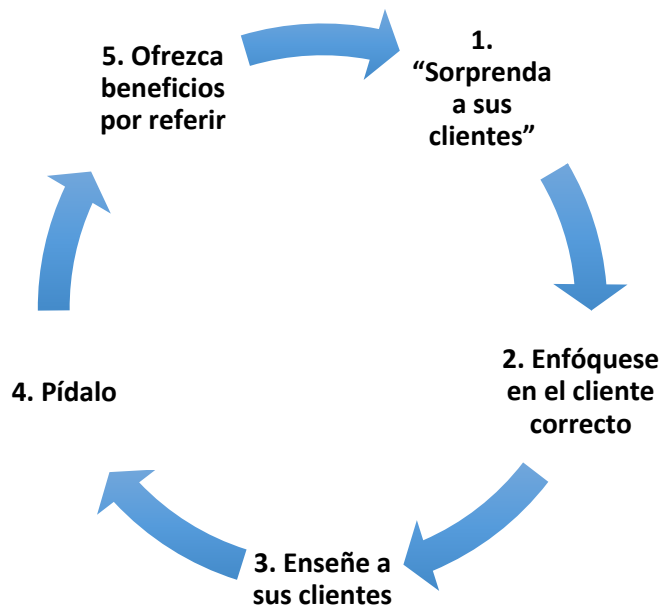 1.
“Sorprenda
a sus
clientes”
2. Enfóquese
en el cliente
correcto
3. Enseñe a
sus clientes
4. Pídalo
5. Ofrezca
beneficios
por referir